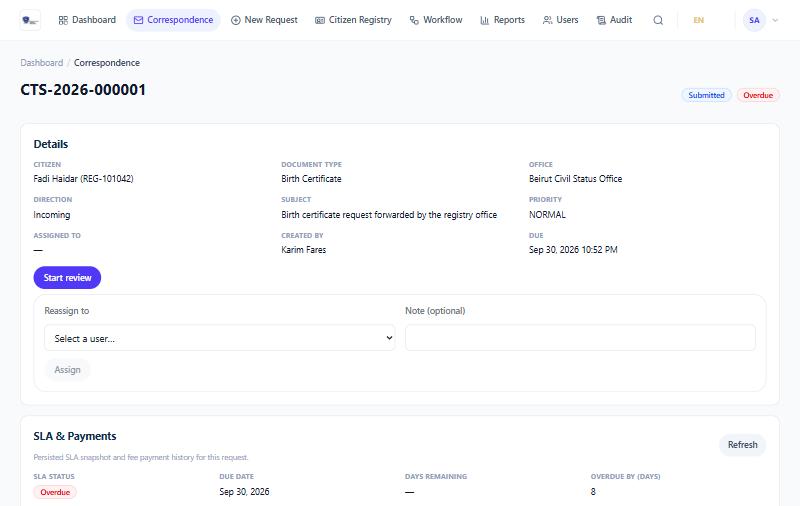 Dashboard Correspondence New Request Citizen Registry Workflow Reports Users Audit EN SA
Dashboard / Correspondence
CTS-2026-000001
Submitted Overdue
Details
CITIZEN DOCUMENT TYPE OFFICE
Fadi Haidar (REG-101042) Birth Certificate Beirut Civil Status Office
DIRECTION SUBJECT PRIORITY
Incoming Birth certificate request forwarded by the registry office NORMAL
ASSIGNED TO CREATED BY DUE
— Karim Fares Sep 30, 2026 10:52 PM
Start review
Reassign to Note (optional)
Select a user...
Assign
SLA & Payments
Refresh
Persisted SLA snapshot and fee payment history for this request.
SLA STATUS DUE DATE DAYS REMAINING OVERDUE BY (DAYS)
Overdue Sep 30, 2026 — 8